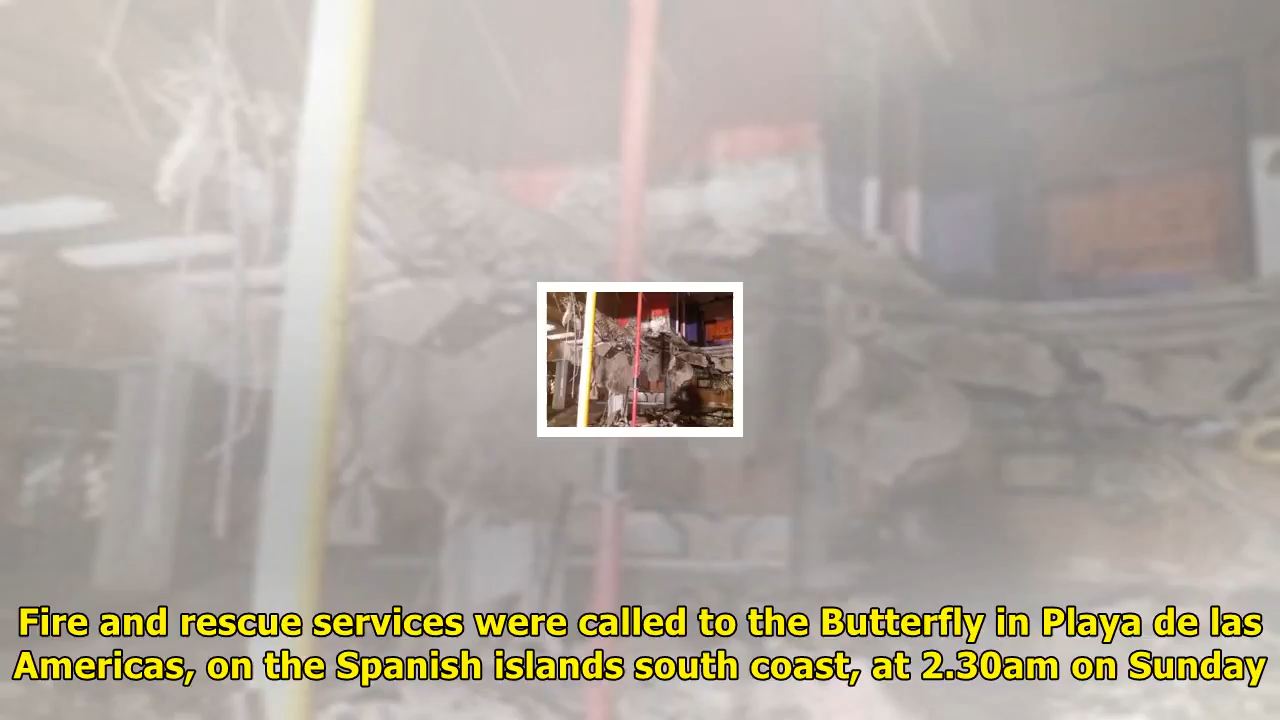 Fire and rescue services were called to the Butterfly in Playa de las
Americas, on the Spanish islands south coast, at 2.30am on Sunday